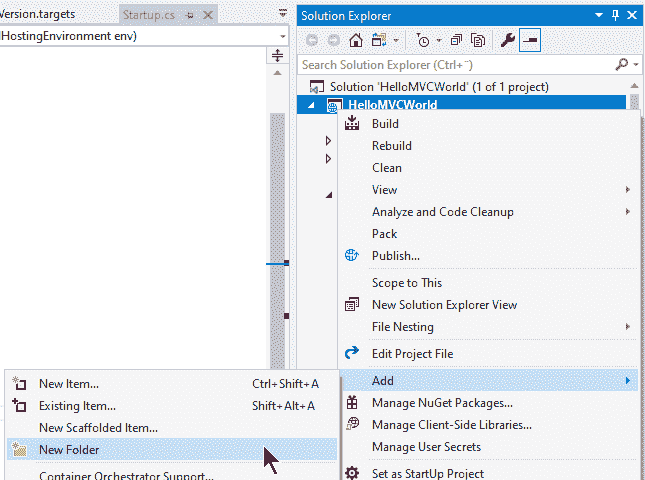 Version.targets
Startup.cs
Solution Explorer
IHostingEnvironment env)
Search Solution Explorer (Ctrl+¨)
Solution 'HelloMVCWorld' (1 of 1 project)
HelloMVCWorld
Build
Rebuild
Clean
View
Analyze and Code Cleanup
Pack
Publish...
Scope to This
New Solution Explorer View
File Nesting
Edit Project File
Add
Manage NuGet Packages...
Manage Client-Side Libraries...
Manage User Secrets
Set as StartUp Project
New Item... Ctrl+Shift+A
Existing Item... Shift+Alt+A
New Scaffolded Item...
New Folder
Container Orchestrator Support...